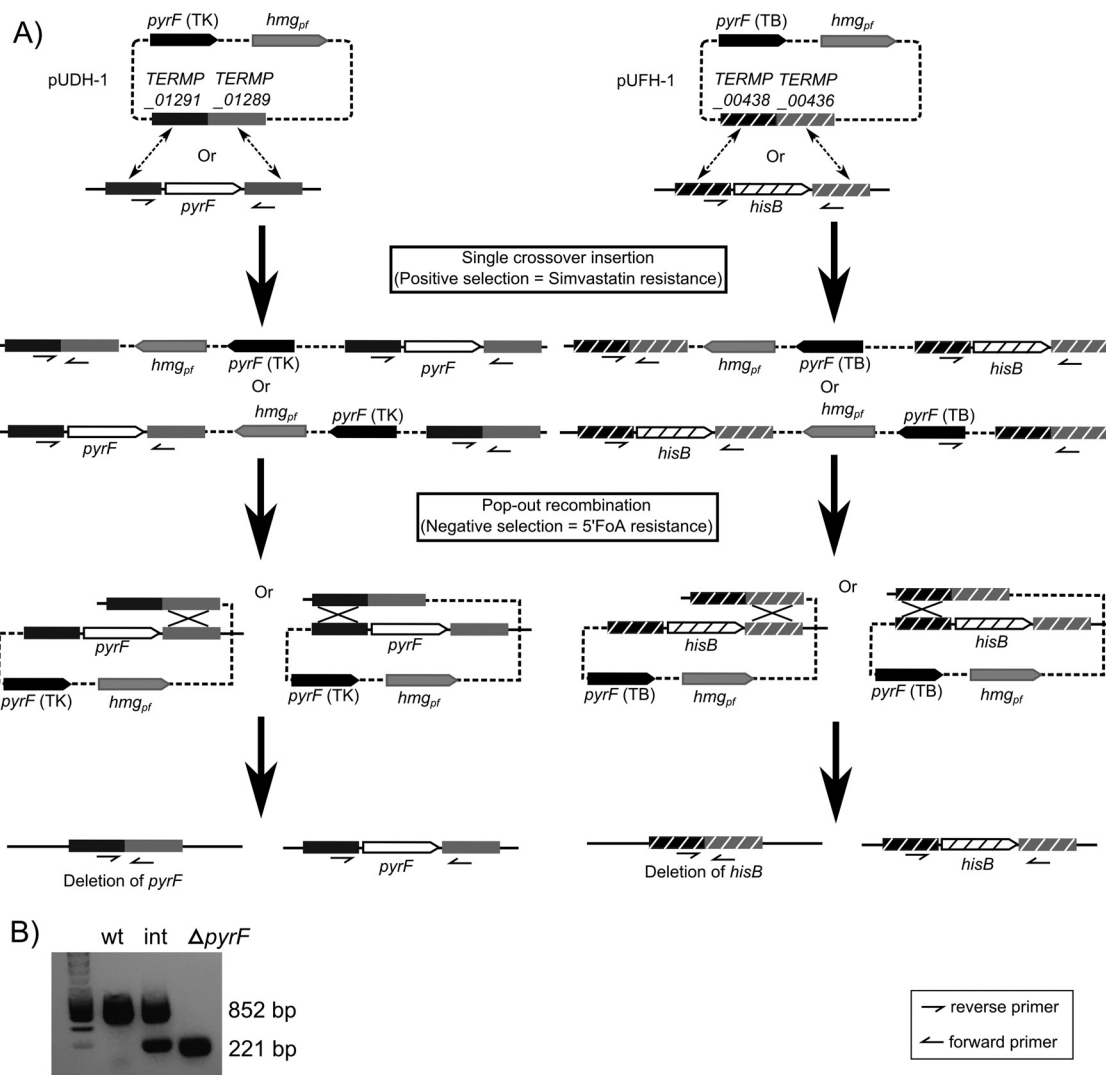 A)
pyrF (TK)
hmgpf
pUDH-1
TERMP TERMP
_01291 _01289
Or
pyrF
pyrF (TB)
hmgpf
pUFH-1
TERMP TERMP
_00438 _00436
Or
hisB
Single crossover insertion
(Positive selection = Simvastatin resistance)
hmgpf
pyrF (TK)
pyrF
hmgpf
pyrF (TB)
hisB
Or
Or
pyrF
hmgpf
pyrF (TK)
hisB
hmgpf
pyrF (TB)
Pop-out recombination
(Negative selection = 5'FoA resistance)
Or
pyrF
pyrF (TK)
hmgpf
pyrF
pyrF (TK)
hmgpf
Or
hisB
pyrF (TB)
hmgpf
hisB
pyrF (TB)
hmgpf
Deletion of pyrF
pyrF
Deletion of hisB
hisB
B)
wt int ΔpyrF
852 bp
221 bp
reverse primer
forward primer